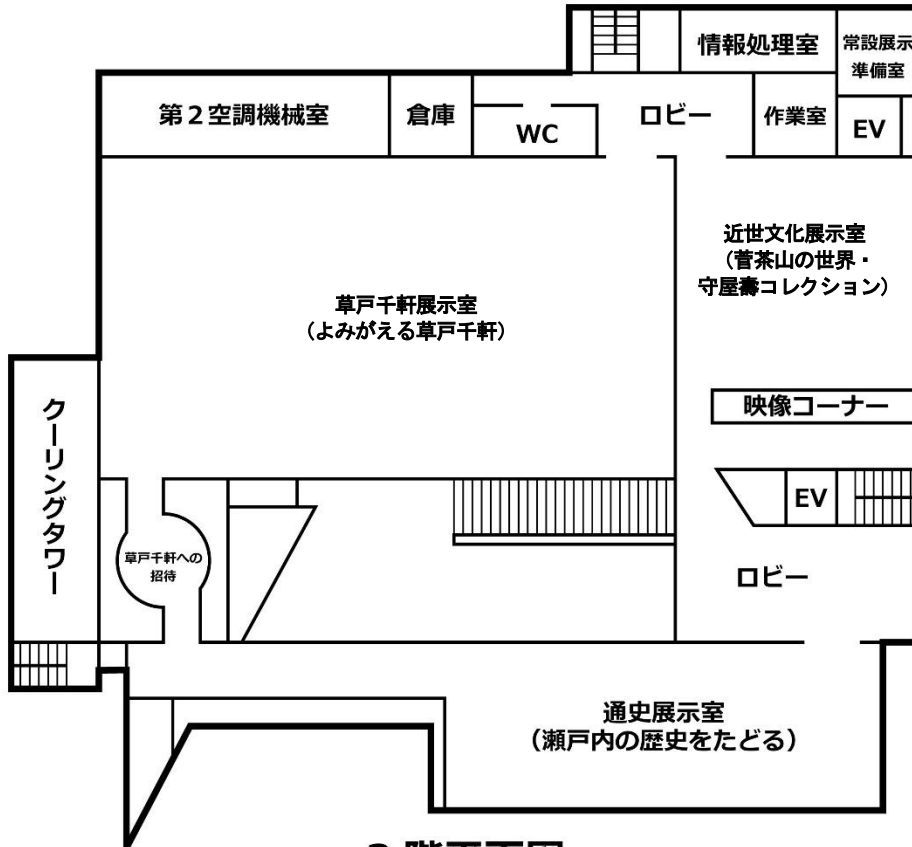 情報処理室
常設展示
準備室
第２空調機械室
倉庫
WC
ロビー
作業室
EV
近世文化展示室
（菅茶山の世界・
守屋壽コレクション）
草戸千軒展示室
（よみがえる草戸千軒）
クーリングタワー
映像コーナー
EV
草戸千軒への
招待
ロビー
通史展示室
（瀬戸内の歴史をたどる）